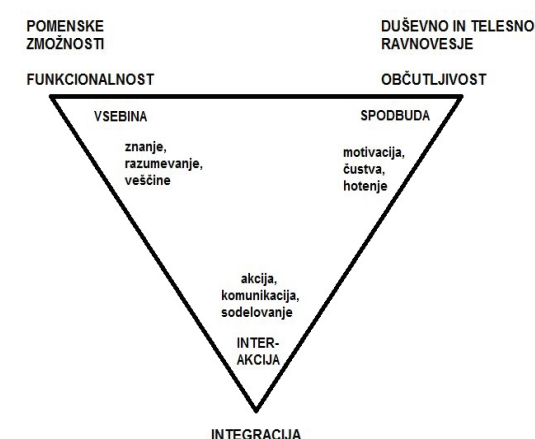 POMENSKE
ZMOŽNOSTI
FUNKCIONALNOST
DUŠEVNO IN TELESNO
RAVNOVESJE
OBČUTLJIVOST
VSEBINA
znanje,
razumevanje,
veščine
SPODBUDA
motivacija,
čustva,
hotenje
akcija,
komunikacija,
sodelovanje
INTER-
AKCIJA
INTEGRACIJA